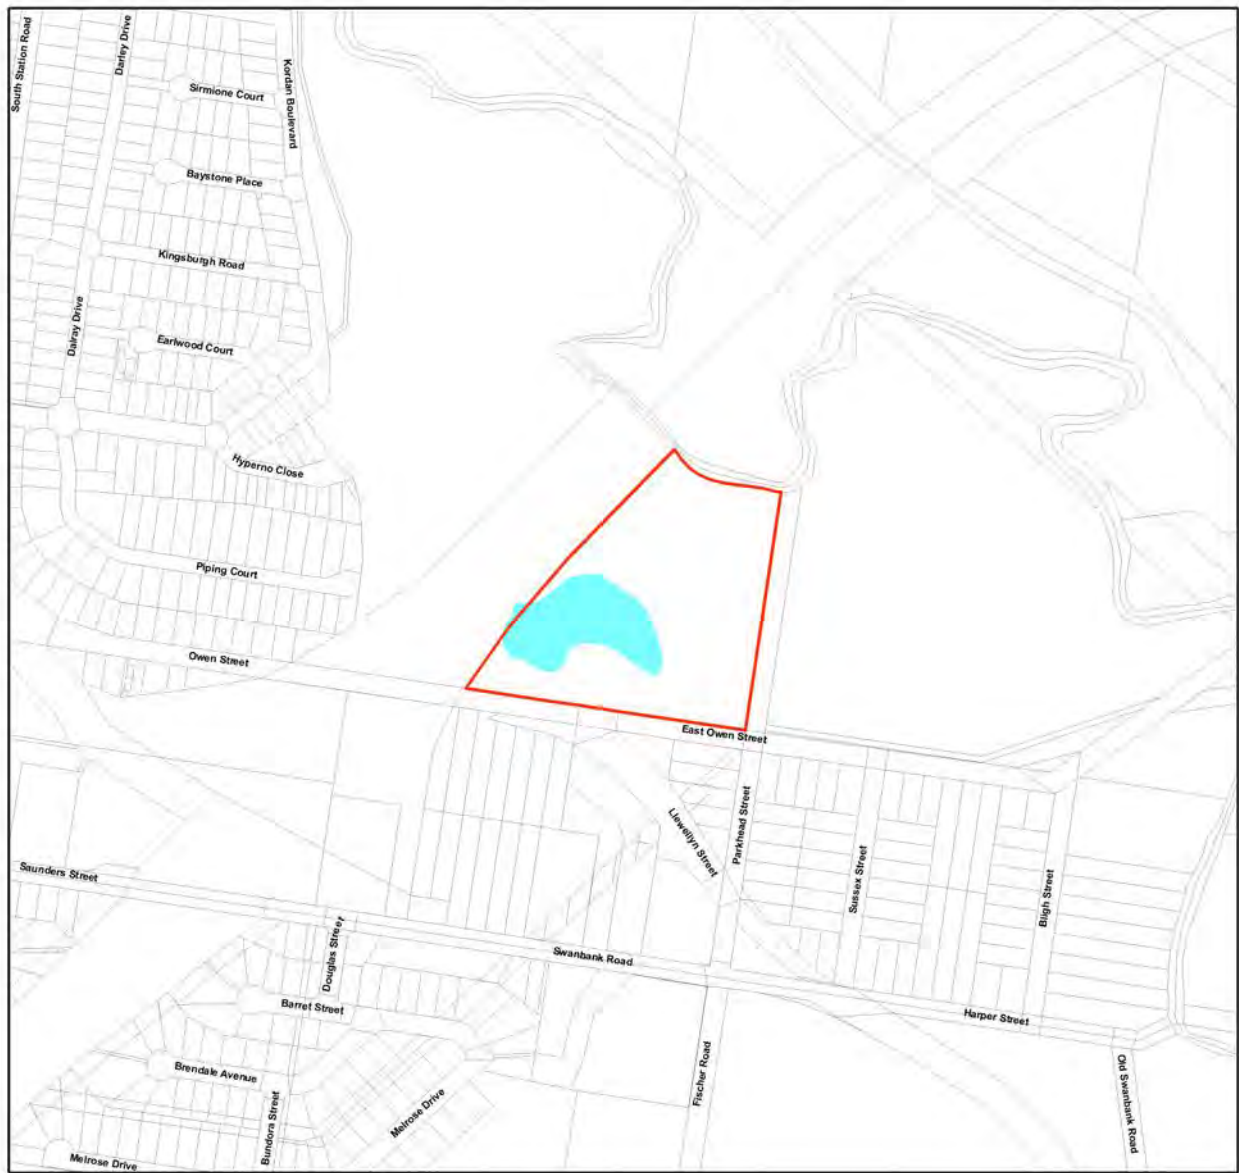 South Station Road
Darley Drive
Kordan Boulevard
Sirmione Court
Baystone Place
Kingsburgh Road
Dalray Drive
Earlwood Court
Hyperno Close
Piping Court
Owen Street
East Owen Street
Llewellyn Street
Parkhead Street
Sussex Street
Bligh Street
Saunders Street
Douglas Street
Swanbank Road
Barret Street
Harper Street
Brendale Avenue
Fischer Road
Old Swanbank Road
Bundora Street
Melrose Drive
Melrose Drive